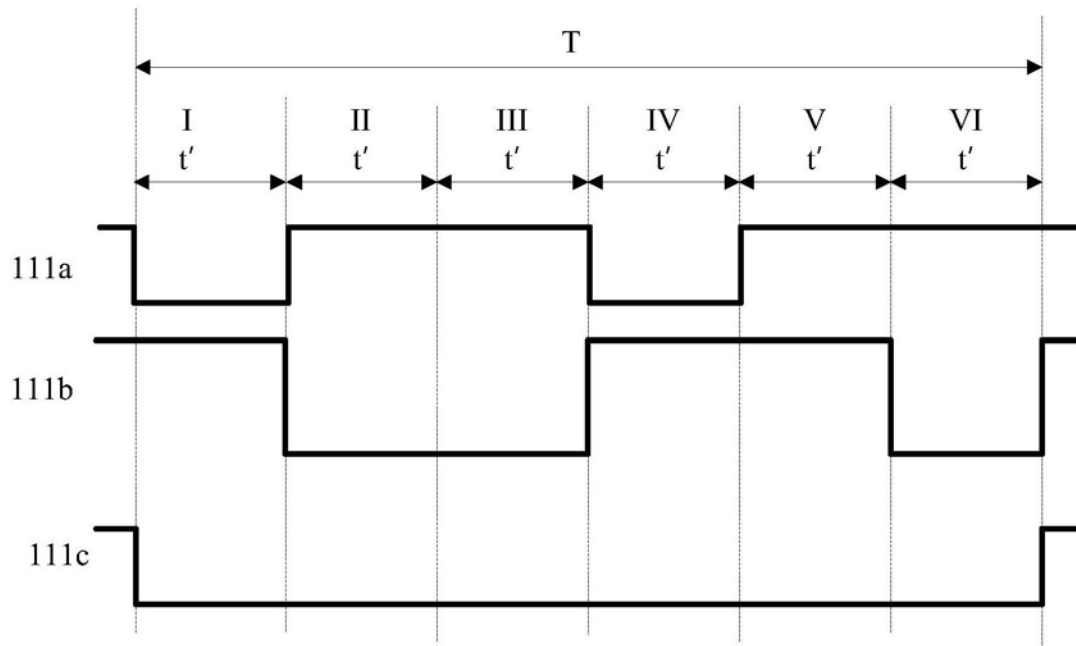 T
I II III IV V VI
t′ t′ t′ t′ t′ t′
111a
111b
111c